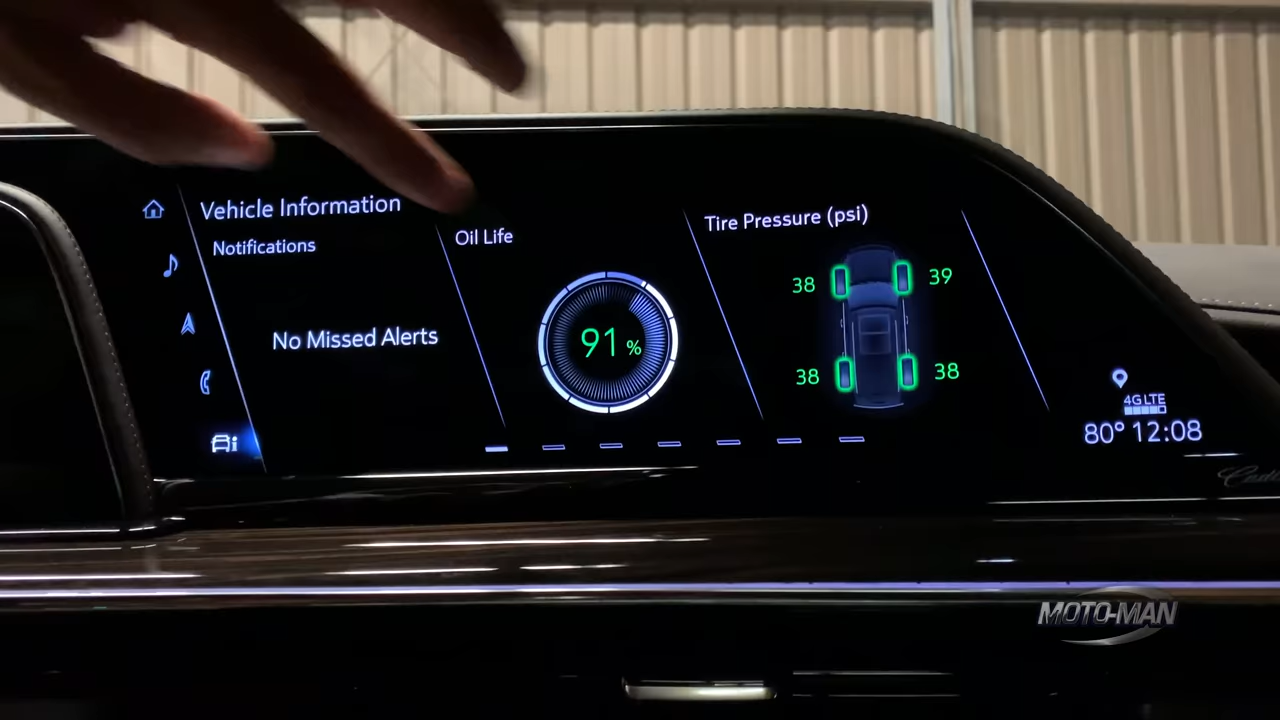 Vehicle Information
Notifications
No Missed Alerts
Oil Life
91 %
Tire Pressure (psi)
38 39
38 38
4G LTE
80° 12:08
MOTO-MAN